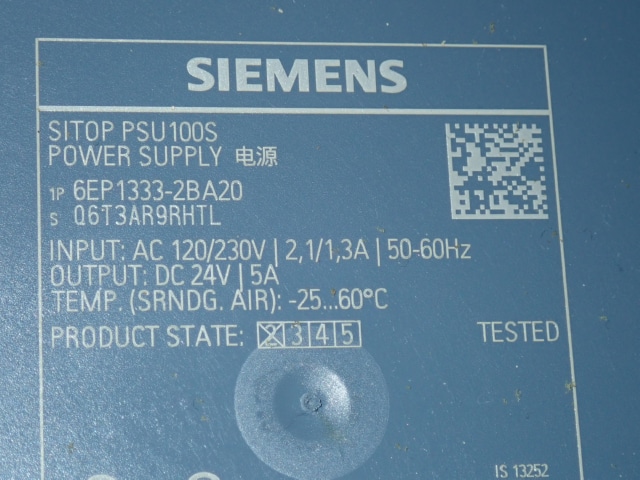 SIEMENS
SITOP PSU100S
POWER SUPPLY 电源
1P 6EP1333-2BA20
S Q6T3AR9RHTL
INPUT: AC 120/230V | 2,1/1,3A | 50-60Hz
OUTPUT: DC 24V | 5A
TEMP. (SRNDG. AIR): -25...60°C
PRODUCT STATE: 2 3 4 5 TESTED
IS 13252